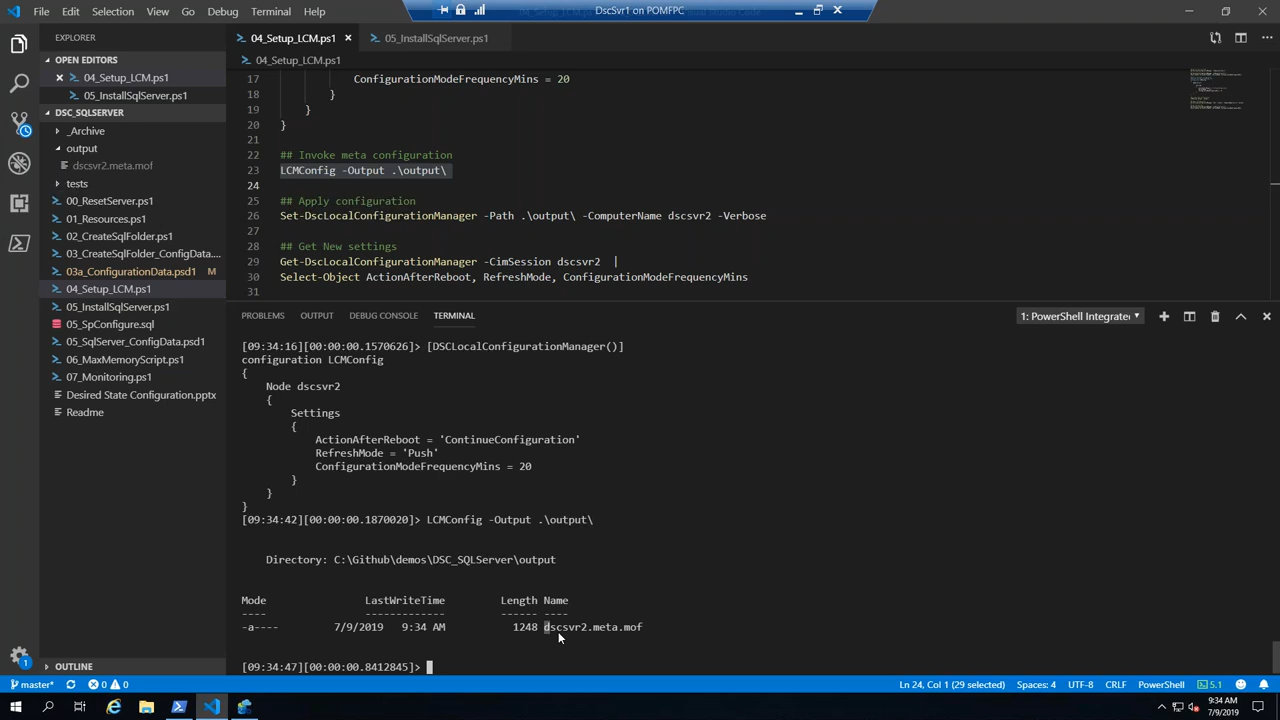 File Edit Selection View Go Debug Terminal Help
DscSvr1 on POMFPC
EXPLORER
OPEN EDITORS
04_Setup_LCM.ps1
05_InstallSqlServer.ps1
DSC_SQLSERVER
_Archive
output
dscsvr2.meta.mof
tests
00_ResetServer.ps1
01_Resources.ps1
02_CreateSqlFolder.ps1
03_CreateSqlFolder_ConfigData....
03a_ConfigurationData.psd1 M
04_Setup_LCM.ps1
05_InstallSqlServer.ps1
05_SpConfigure.sql
05_SqlServer_ConfigData.psd1
06_MaxMemoryScript.ps1
07_Monitoring.ps1
Desired State Configuration.pptx
Readme
OUTLINE
04_Setup_LCM.ps1 05_InstallSqlServer.ps1
04_Setup_LCM.ps1
17 ConfigurationModeFrequencyMins = 20
18 }
19 }
20 }
21
22 ## Invoke meta configuration
23 LCMConfig -Output .\output\
24
25 ## Apply configuration
26 Set-DscLocalConfigurationManager -Path .\output\ -ComputerName dscsvr2 -Verbose
27
28 ## Get New settings
29 Get-DscLocalConfigurationManager -CimSession dscsvr2 |
30 Select-Object ActionAfterReboot, RefreshMode, ConfigurationModeFrequencyMins
31
PROBLEMS OUTPUT DEBUG CONSOLE TERMINAL
1: PowerShell Integrated
[09:34:16][00:00:00.1570626]> [DSCLocalConfigurationManager()]
configuration LCMConfig
{
Node dscsvr2
{
Settings
{
ActionAfterReboot = 'ContinueConfiguration'
RefreshMode = 'Push'
ConfigurationModeFrequencyMins = 20
}
}
}
[09:34:42][00:00:00.1870020]> LCMConfig -Output .\output\
Directory: C:\Github\demos\DSC_SQLServer\output
Mode LastWriteTime Length Name
---- ------------- ------ ----
-a---- 7/9/2019 9:34 AM 1248 dscsvr2.meta.mof
[09:34:47][00:00:00.8412845]>
master* 0 0
Ln 24, Col 1 (29 selected) Spaces: 4 UTF-8 CRLF PowerShell 5.1
9:34 AM
7/9/2019